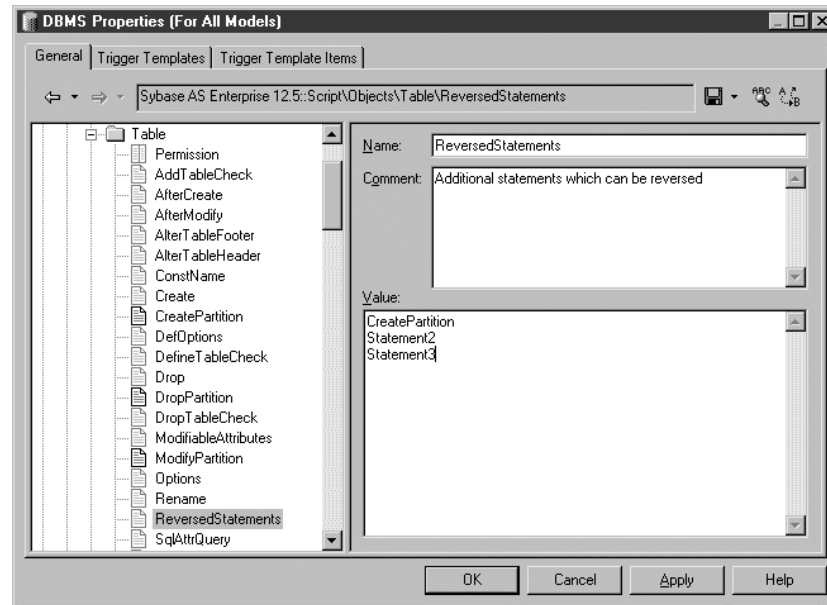 DBMS Properties (For All Models)
General Trigger Templates Trigger Template Items
Sybase AS Enterprise 12.5::Script\Objects\Table\ReversedStatements
Table
Permission
AddTableCheck
AfterCreate
AfterModify
AlterTableFooter
AlterTableHeader
ConstName
Create
CreatePartition
DefOptions
DefineTableCheck
Drop
DropPartition
DropTableCheck
ModifiableAttributes
ModifyPartition
Options
Rename
ReversedStatements
SqlAttrQuery
Name: ReversedStatements
Comment: Additional statements which can be reversed
Value:
CreatePartition
Statement2
Statement3
OK Cancel Apply Help